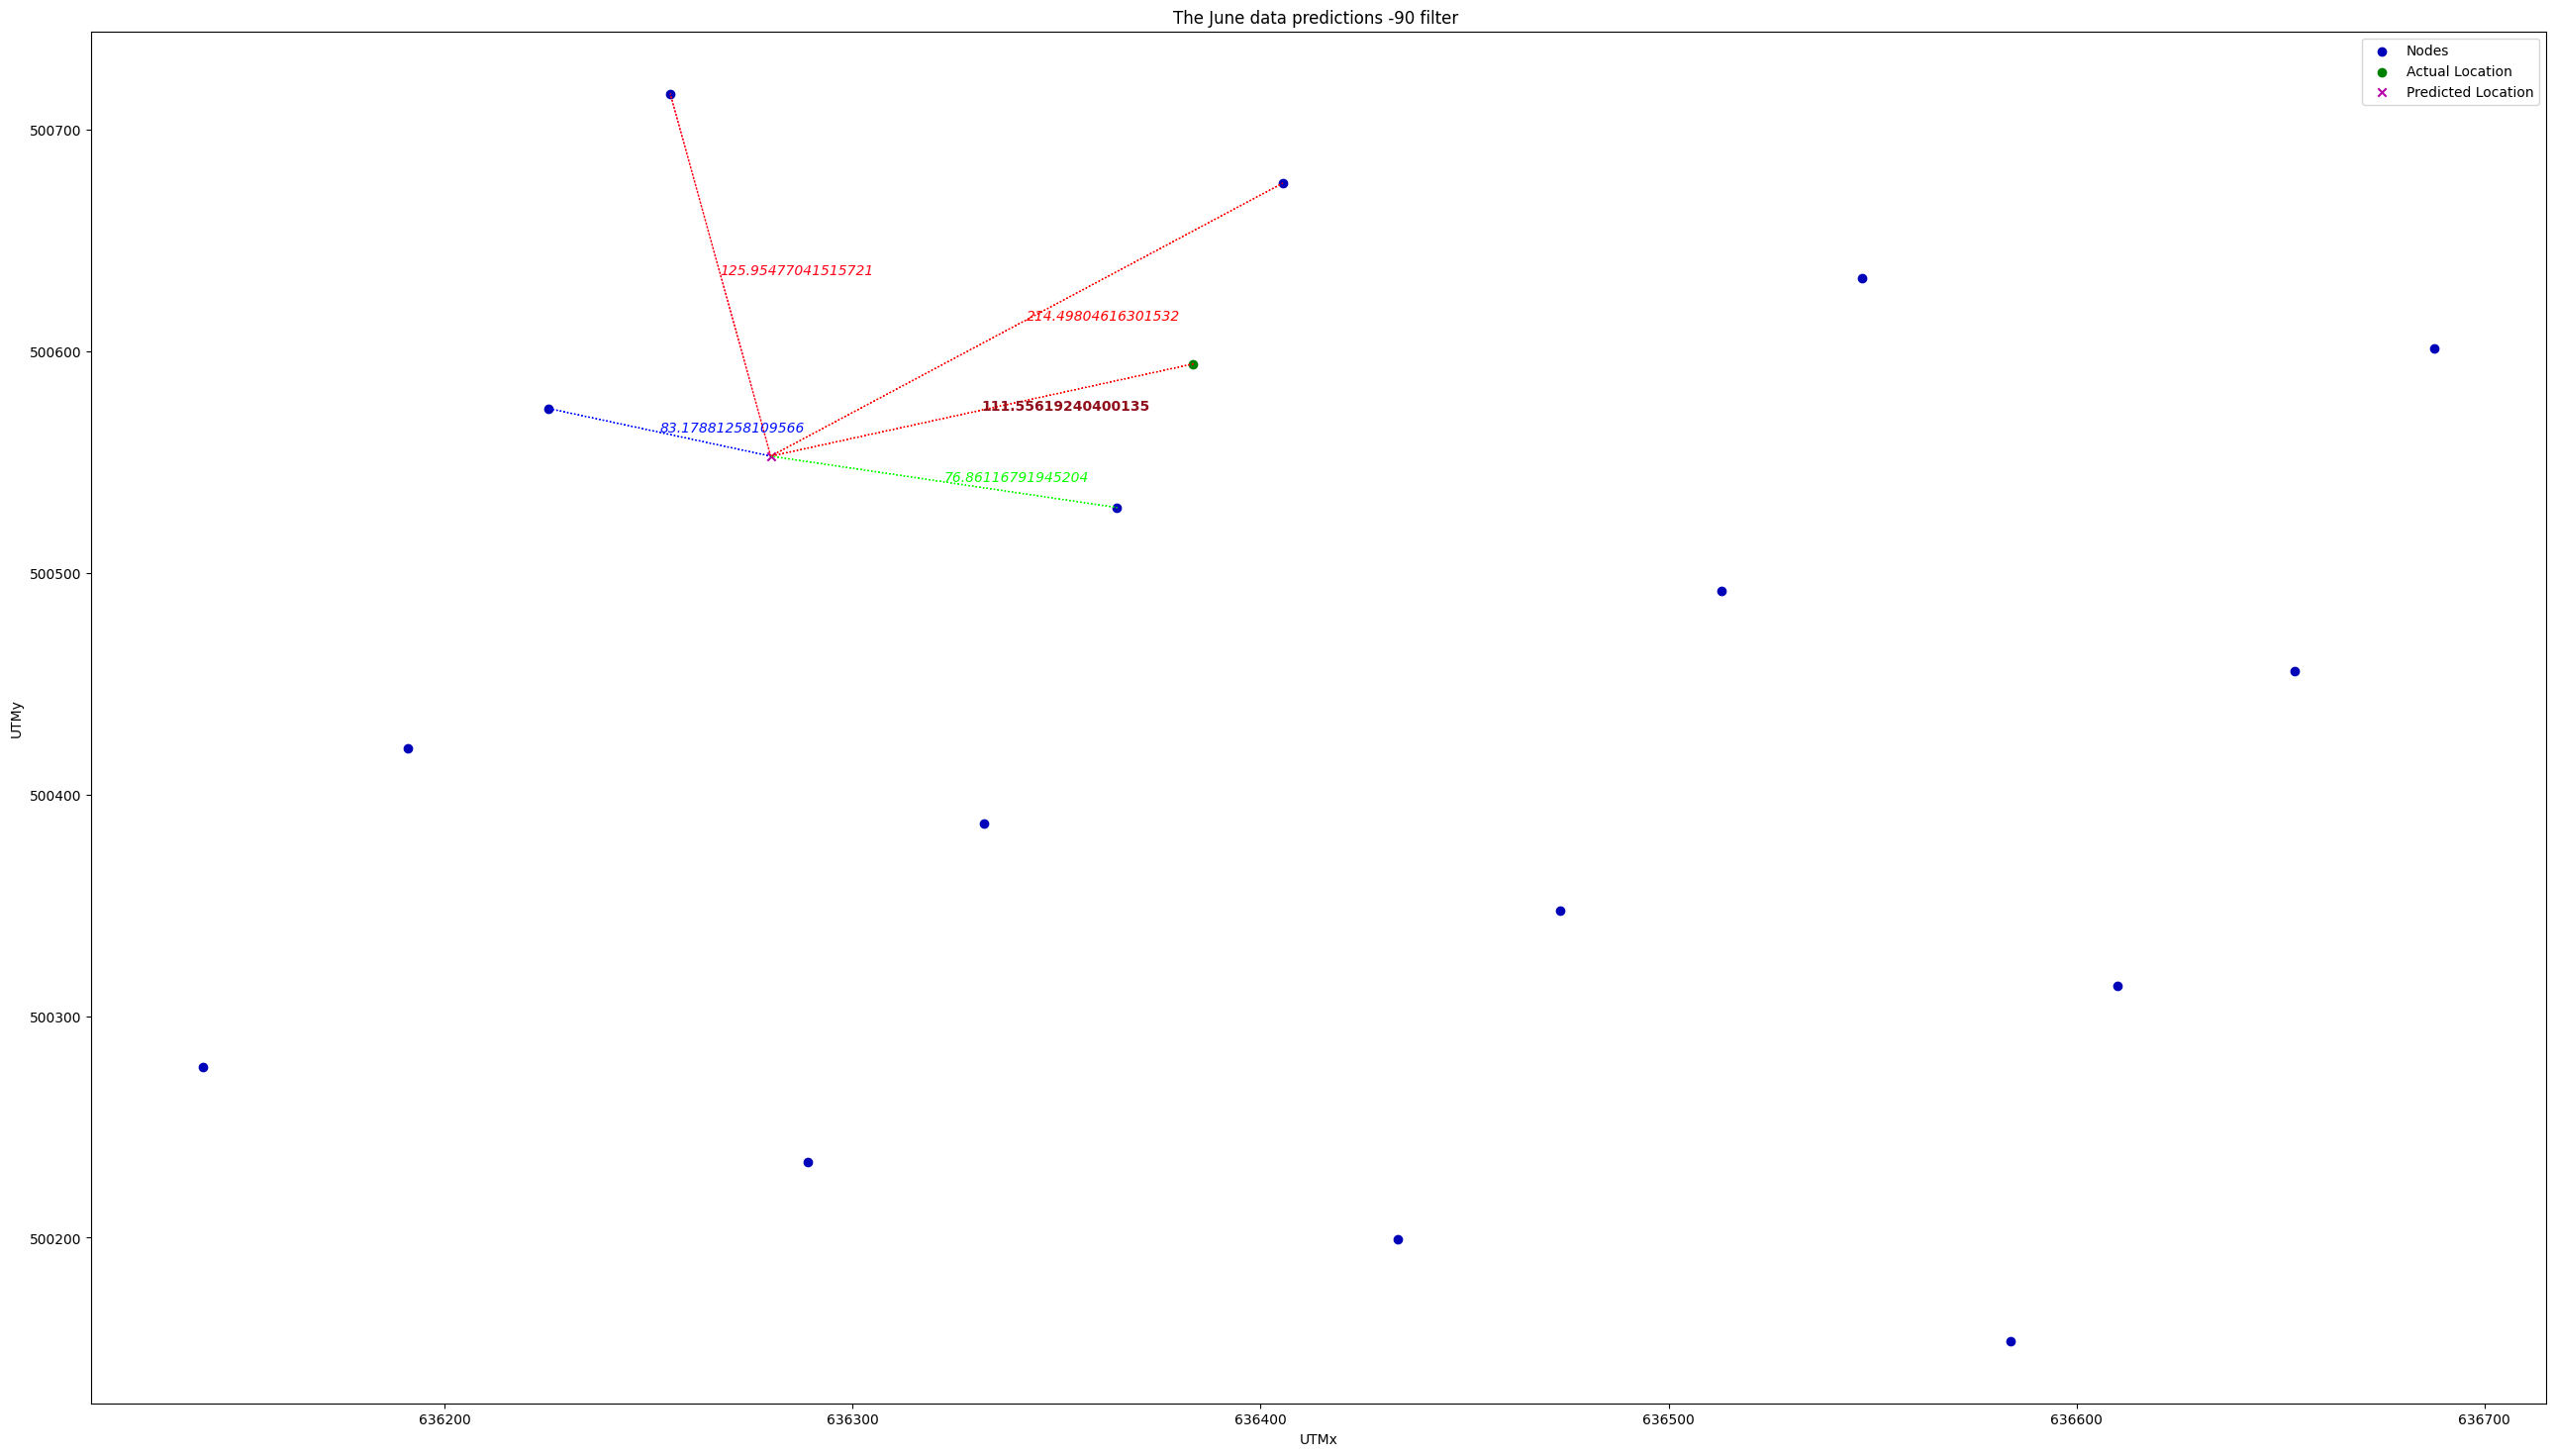 The June data predictions -90 filter
Nodes
Actual Location
Predicted Location
500700
500600
500500
500400
500300
500200
UTMy
125.95477041515721
214.49804616301532
111.55619240400135
83.17881258109566
76.86116791945204
636200
636300
636400
636500
636600
636700
UTMx